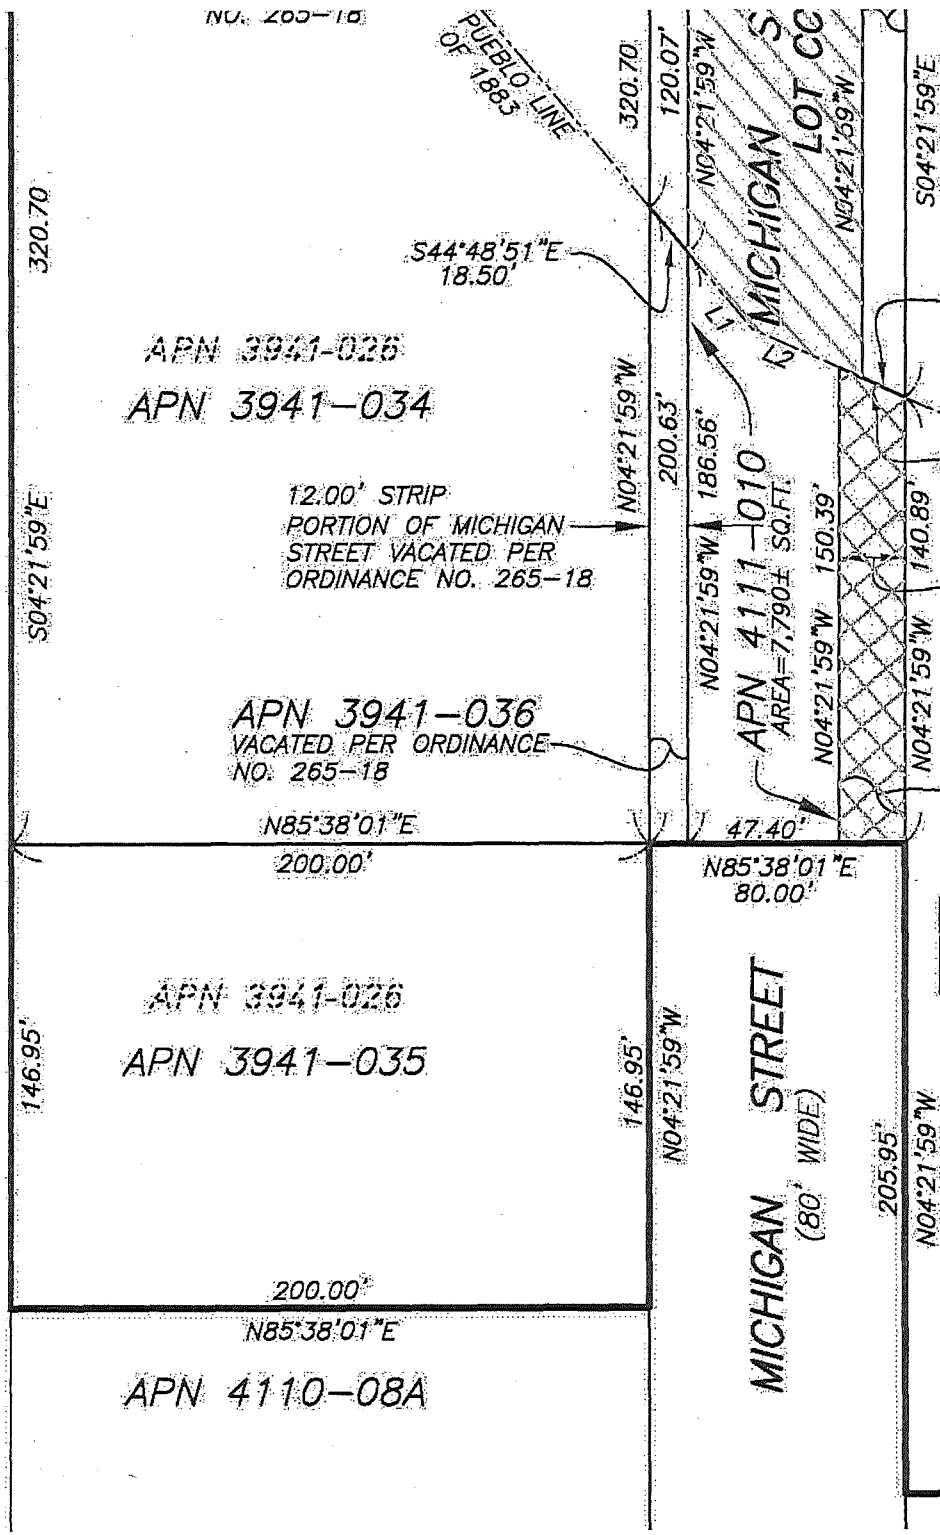 NO. 265-18
PUEBLO LINE
OF 1883
320.70
120.07'
N04°21'59"W
MICHIGAN S
LOT CO
N04°21'59"W
S04°21'59"E
320.70
S44°48'51"E
18.50'
L1
L2
APN 3941-026
APN 3941-034
N04°21'59"W
200.63'
N04°21'59"W 186.56'
APN 4111-010
AREA=7,790± SQ.FT.
N04°21'59"W 150.39'
N04°21'59"W 140.89'
12.00' STRIP
PORTION OF MICHIGAN
STREET VACATED PER
ORDINANCE NO. 265-18
S04°21'59"E
APN 3941-036
VACATED PER ORDINANCE
NO. 265-18
N85°38'01"E
200.00'
47.40'
N85°38'01"E
80.00'
APN 3941-026
APN 3941-035
146.95'
146.95'
N04°21'59"W
MICHIGAN STREET
(80' WIDE)
205.95'
N04°21'59"W
200.00'
N85°38'01"E
APN 4110-08A